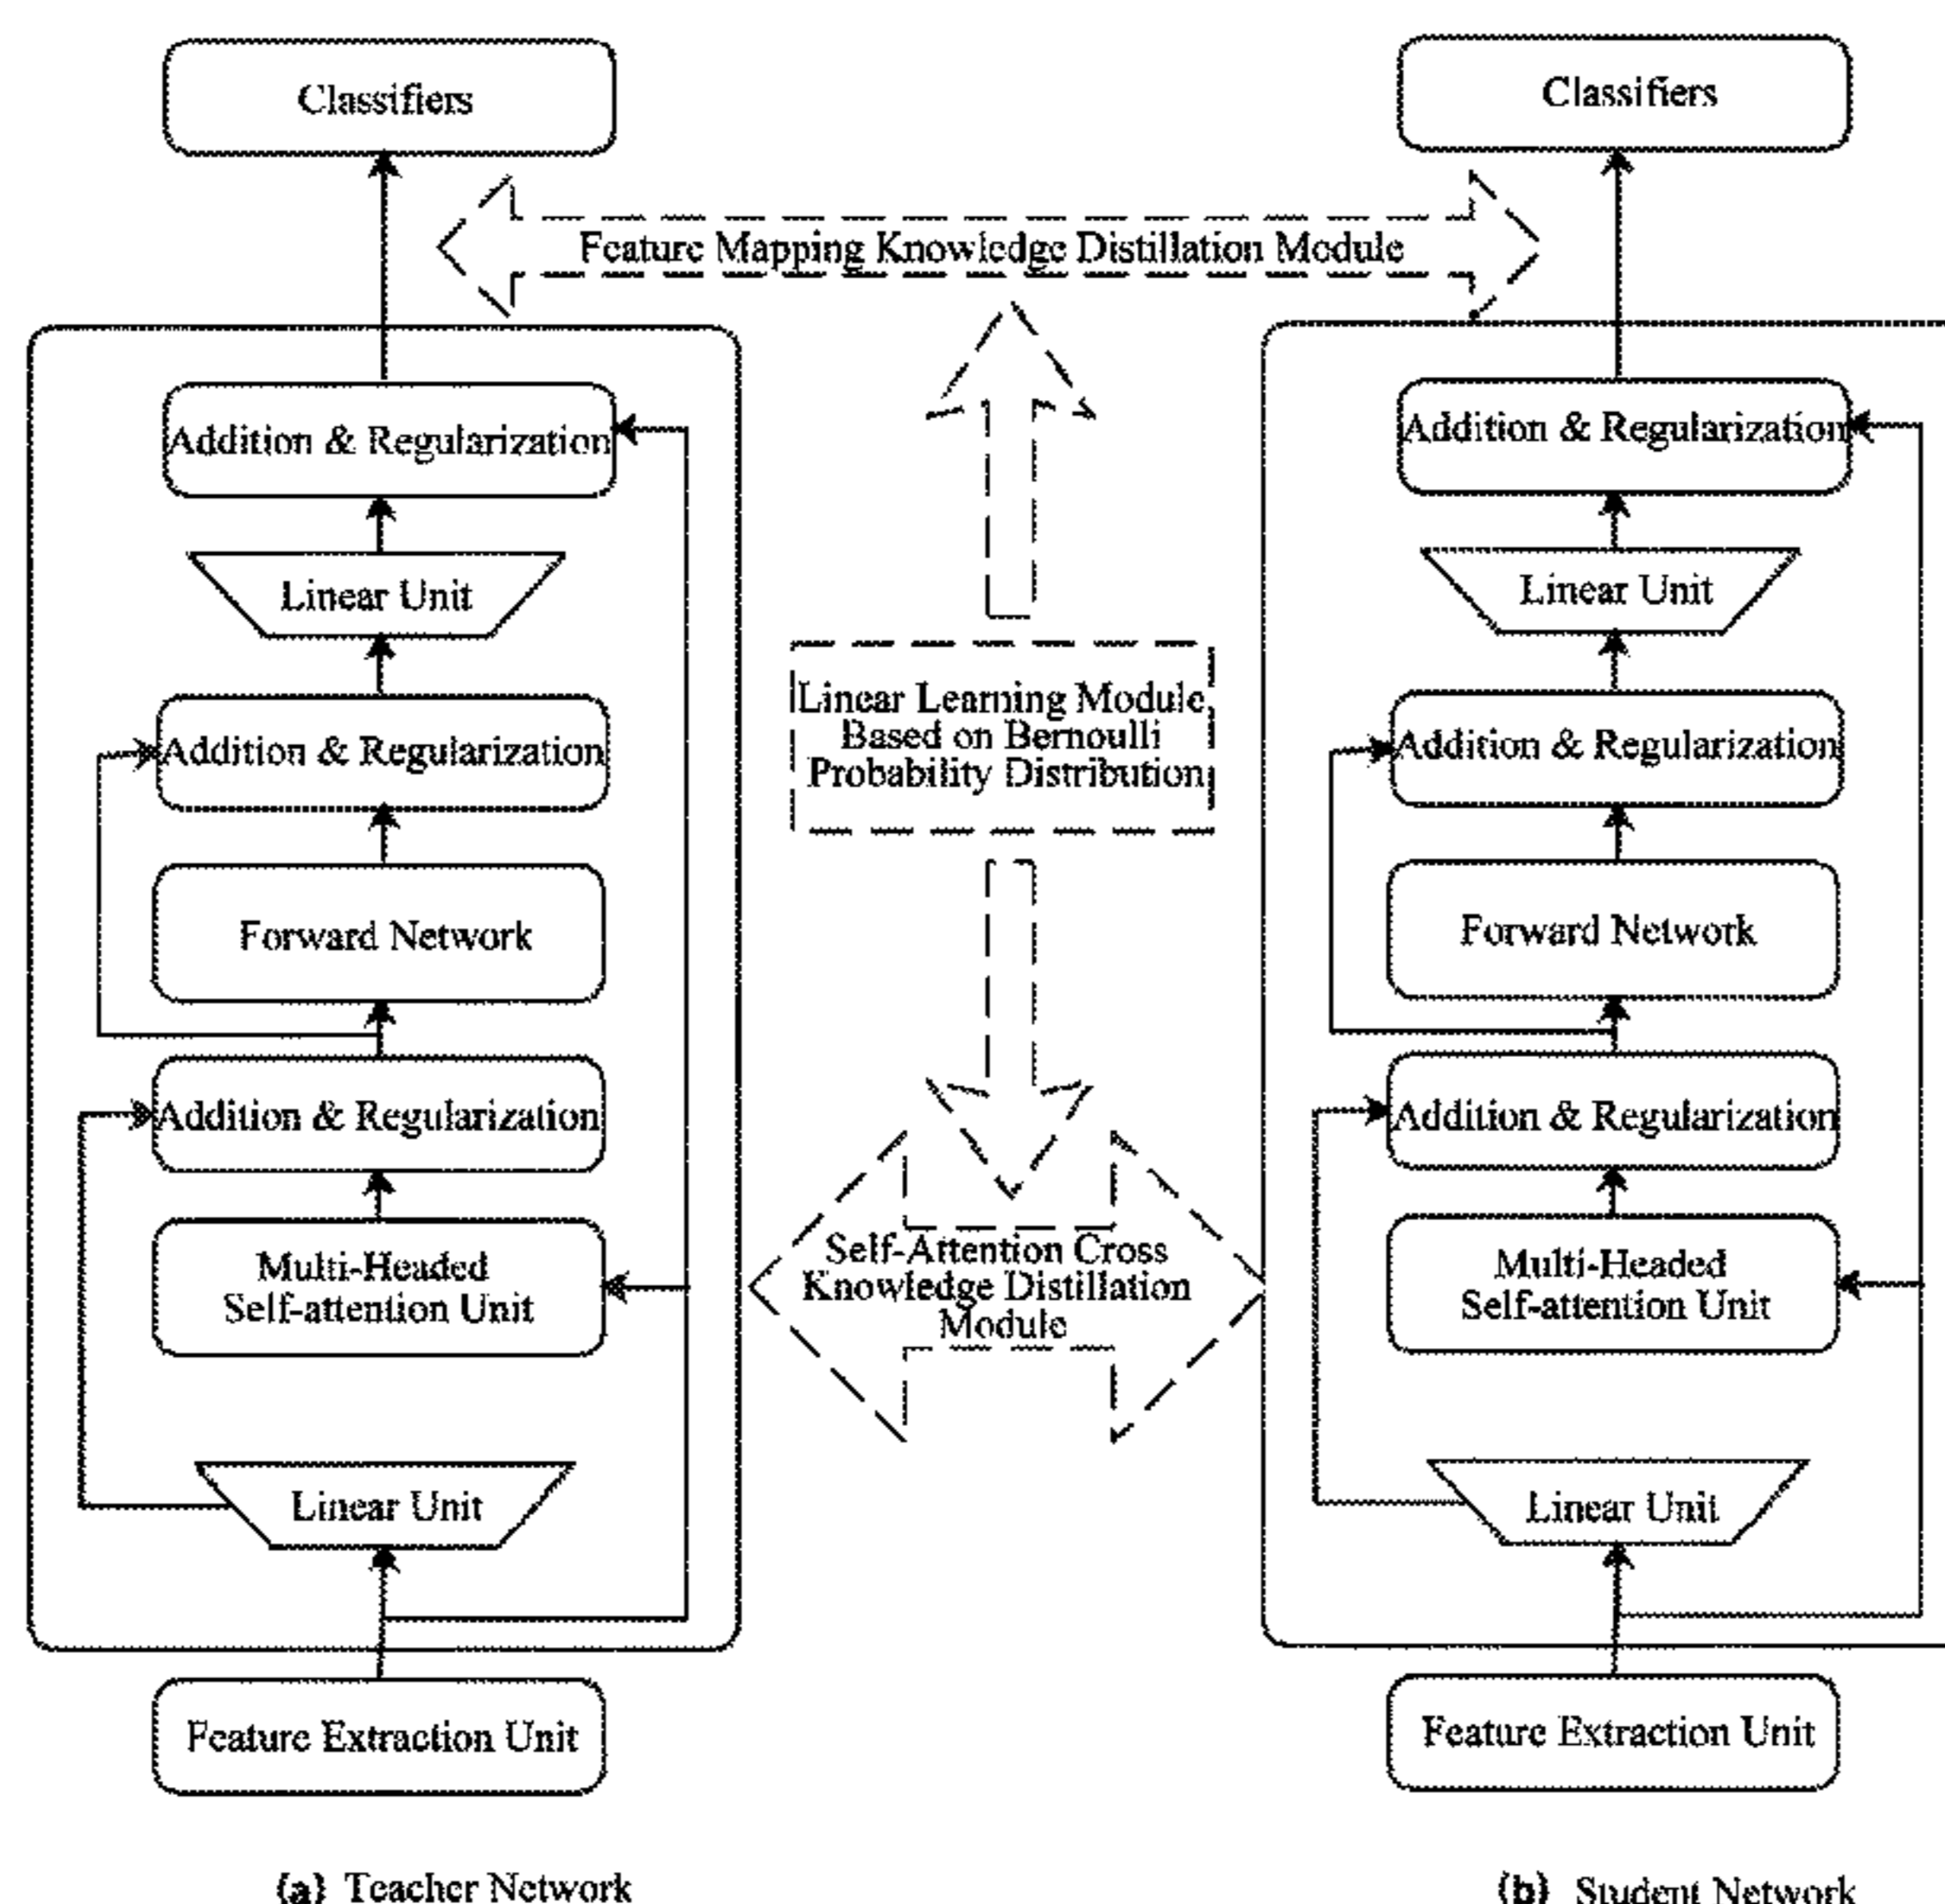 Classifiers
Addition & Regularization
Linear Unit
Addition & Regularization
Forward Network
Addition & Regularization
Multi-Headed
Self-attention Unit
Linear Unit
Feature Extraction Unit
(a) Teacher Network
Feature Mapping Knowledge Distillation Module
Linear Learning Module
Based on Bernoulli
Probability Distribution
Self-Attention Cross
Knowledge Distillation
Module
Classifiers
Addition & Regularization
Linear Unit
Addition & Regularization
Forward Network
Addition & Regularization
Multi-Headed
Self-attention Unit
Linear Unit
Feature Extraction Unit
(b) Student Network